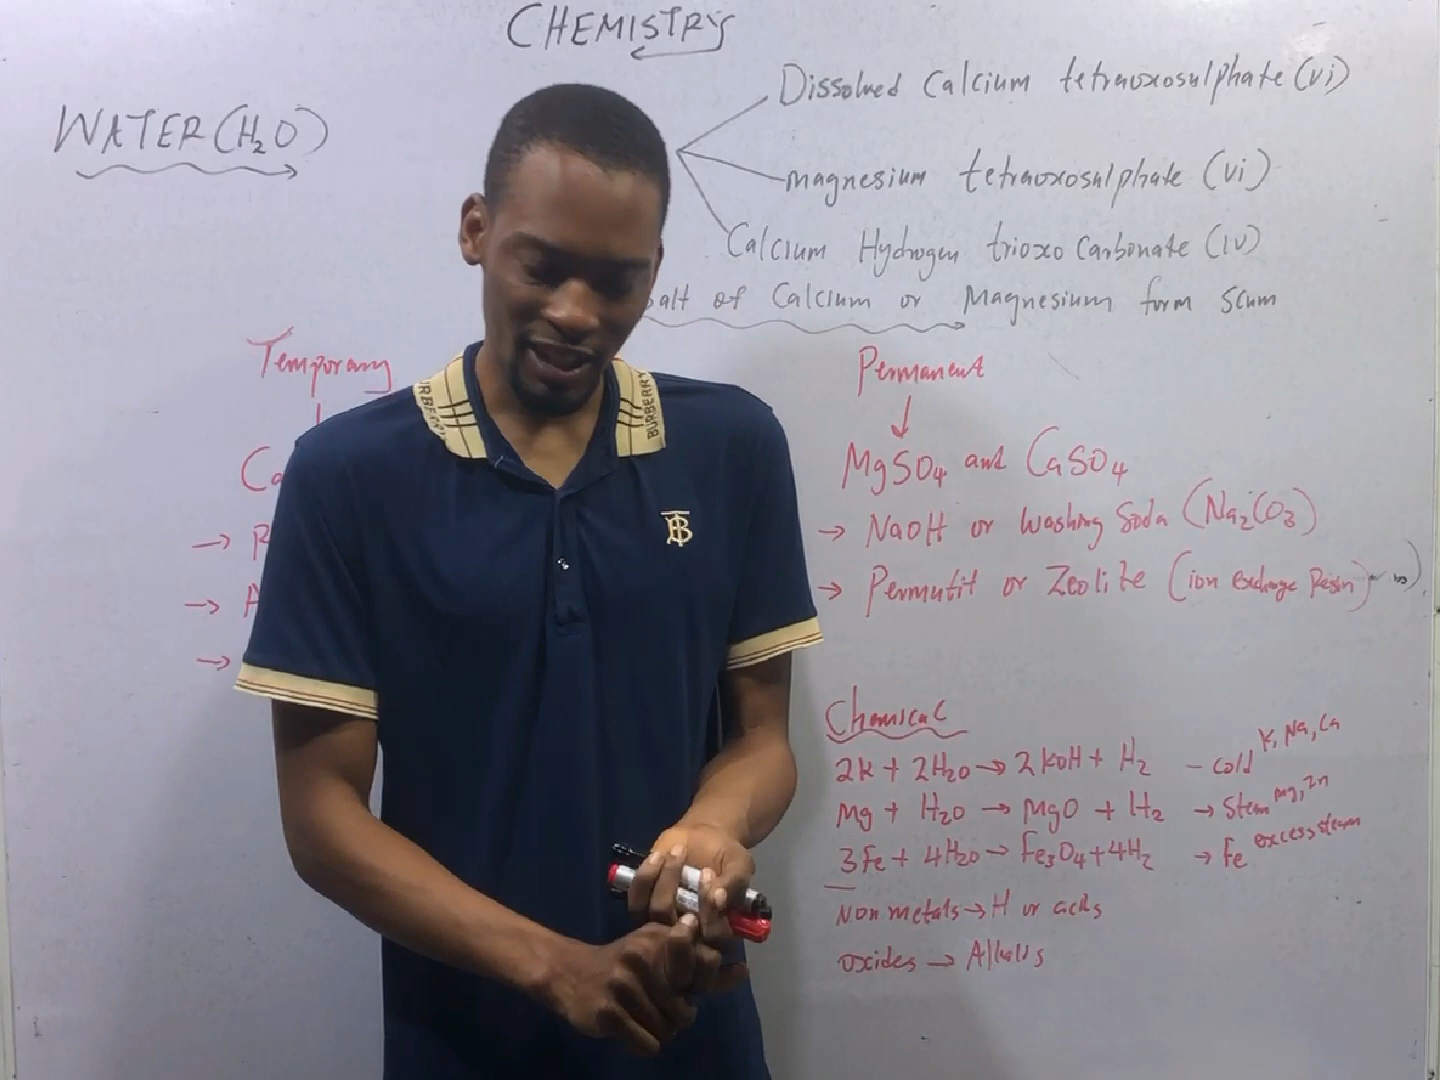 CHEMISTRY
WATER (H₂O)
Dissolved Calcium tetraoxosulphate (vi)
magnesium tetraoxosulphate (vi)
Calcium Hydrogen trioxo Carbonate (iv)
salt of Calcium or Magnesium form scum
Temporary
Permanent
Ca
MgSO₄ and CaSO₄
→ NaOH or Washing Soda (Na₂CO₃)
→ Permutit or Zeolite (ion exchange Resin)
Chemical
2K + 2H₂O → 2KOH + H₂ - cold K, Na, Ca
Mg + H₂O → MgO + H₂ → Steam Mg, Zn
3Fe + 4H₂O → Fe₃O₄ + 4H₂ → Fe excess steam
Non metals → H or acids
oxides →
BURBERRY